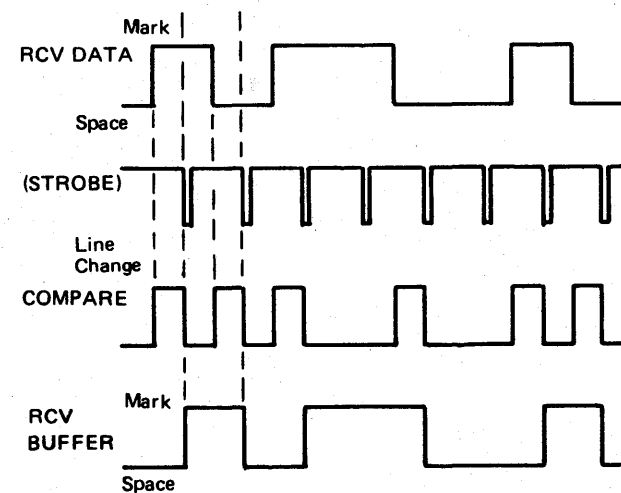 Mark
RCV DATA
Space
(STROBE)
Line
Change
COMPARE
Mark
RCV
BUFFER
Space